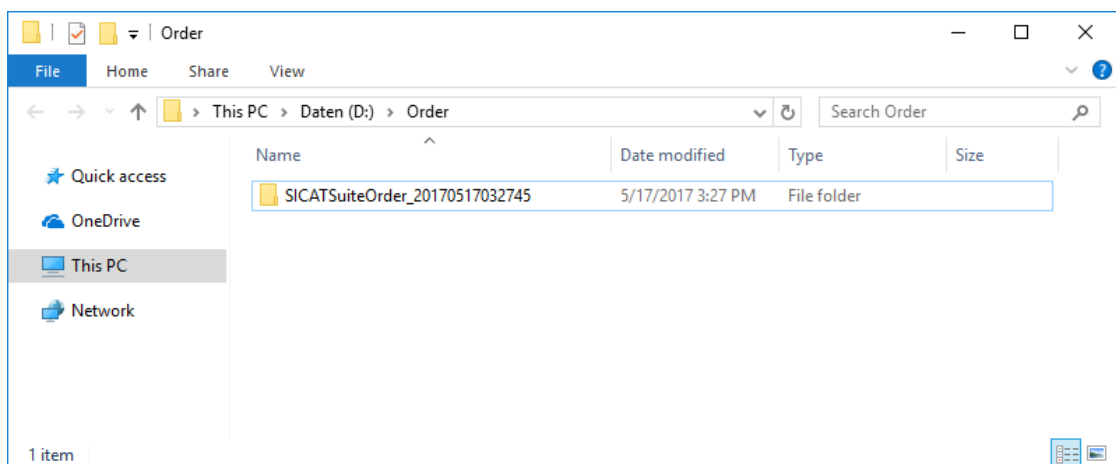 Order
File Home Share View
This PC > Daten (D:) > Order Search Order
Name Date modified Type Size
Quick access
SICATSuiteOrder_20170517032745 5/17/2017 3:27 PM File folder
OneDrive
This PC
Network
1 item